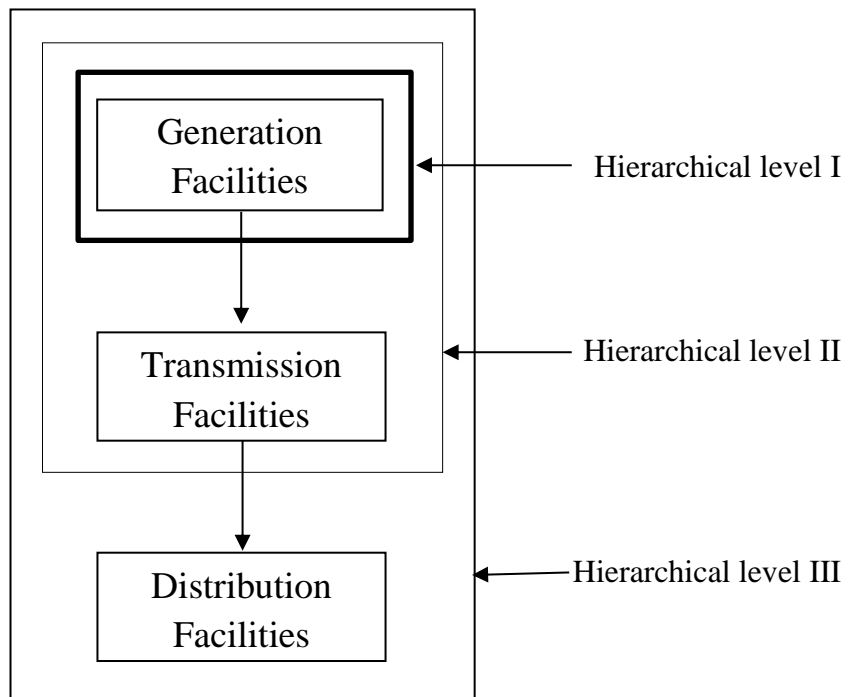 Generation
Facilities
Hierarchical level I
Transmission
Facilities
Hierarchical level II
Distribution
Facilities
Hierarchical level III